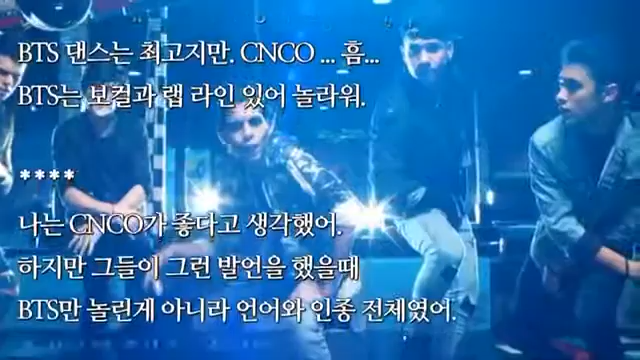 BTS 댄스는 최고지만. CNCO ... 흠...
BTS는 보컬과 랩 라인 있어 놀라워.
****
나는 CNCO가 좋다고 생각했어.
하지만 그들이 그런 발언을 했을때
BTS만 놀린게 아니라 언어와 인종 전체였어.